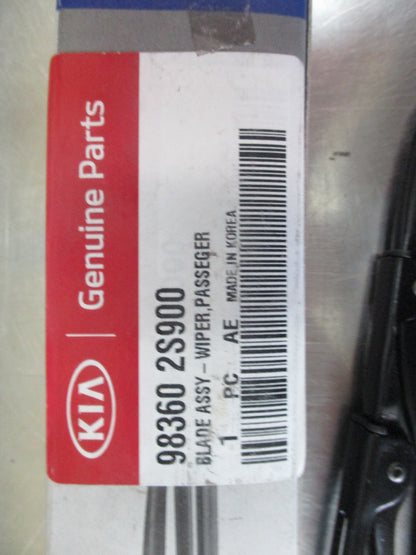 KIA | Genuine Parts
98360 2S900
BLADE ASSY - WIPER,PASSEGER
1 PC AE MADE IN KOREA